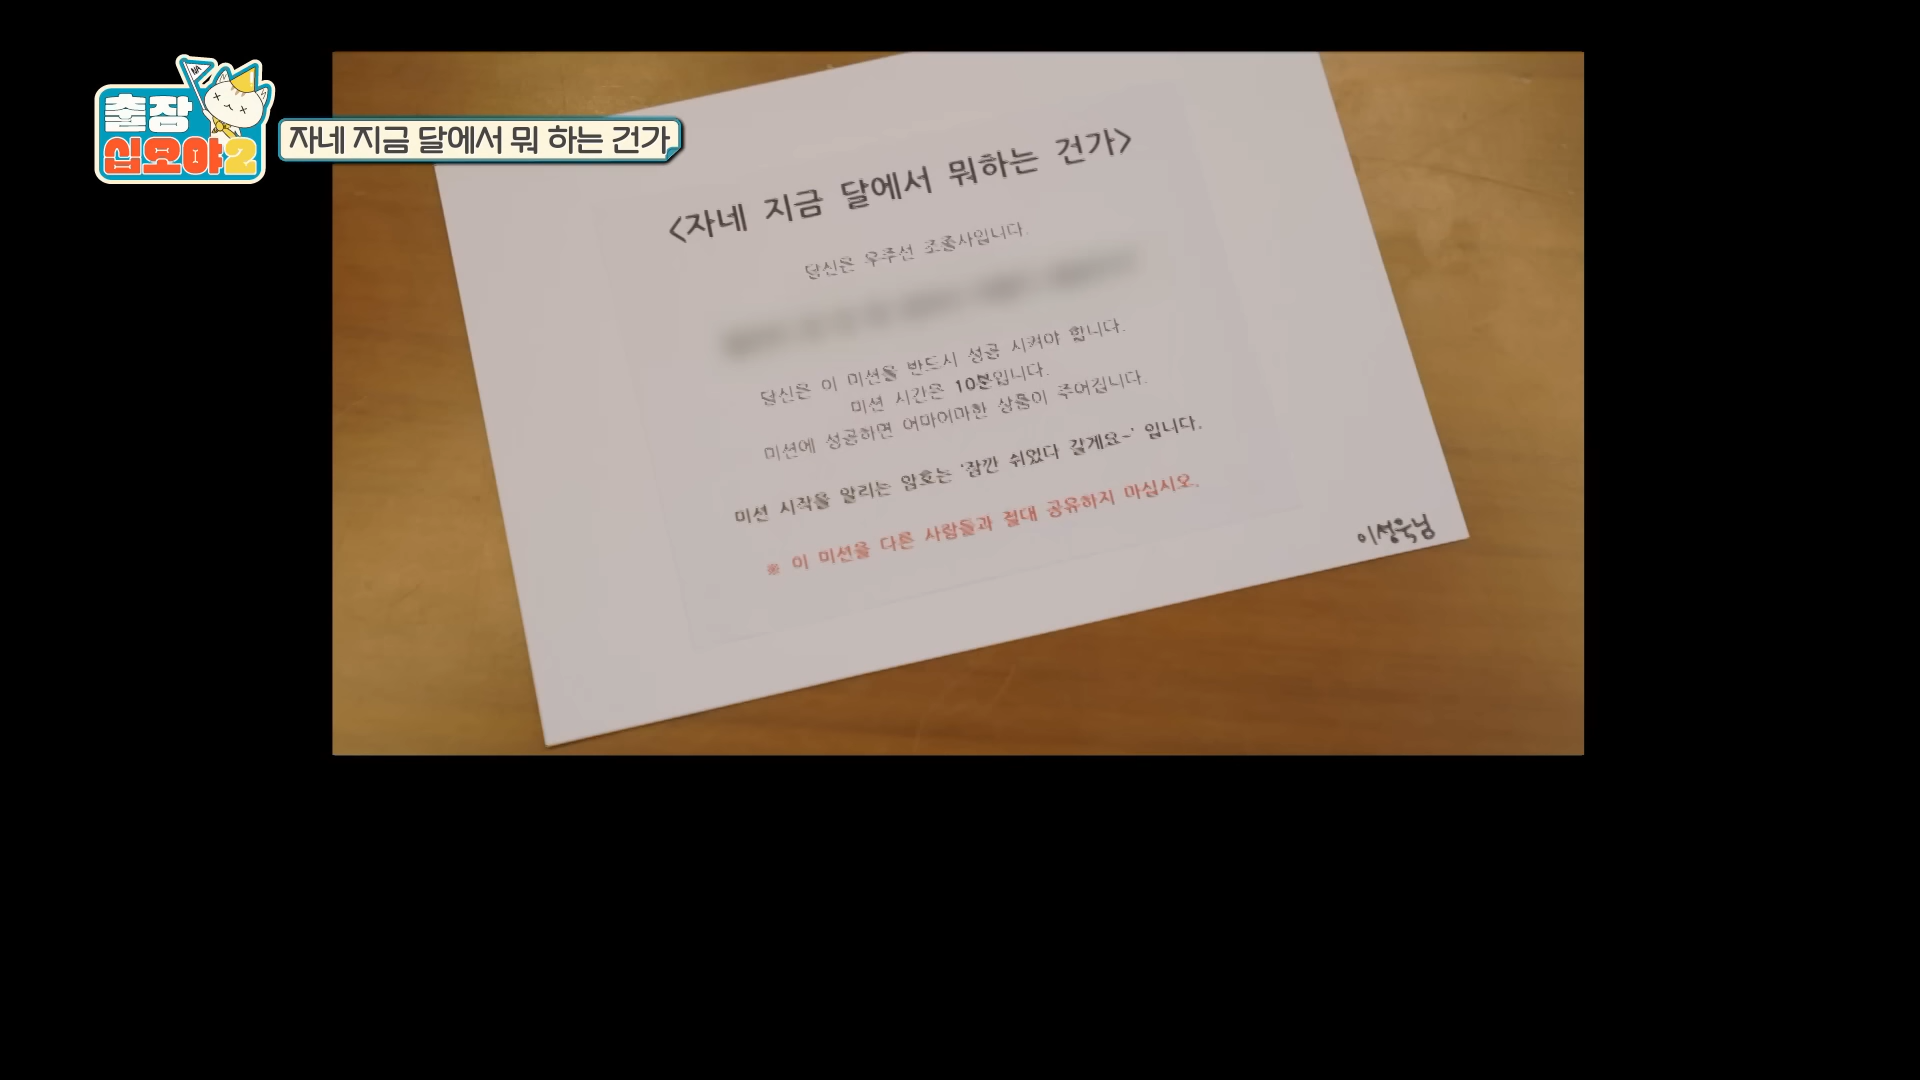 출장
십오야2
자네 지금 달에서 뭐 하는 건가
<자네 지금 달에서 뭐하는 건가>
당신은 우주선 조종사입니다.
당신은 이 미션을 반드시 성공 시켜야 합니다.
미션 시간은 10분입니다.
미션에 성공하면 어마어마한 상품이 주어집니다.
미션 시작을 알리는 암호는 '잠깐 쉬었다 갈게요~' 입니다.
※ 이 미션을 다른 사람들과 절대 공유하지 마십시오.
이성욱님